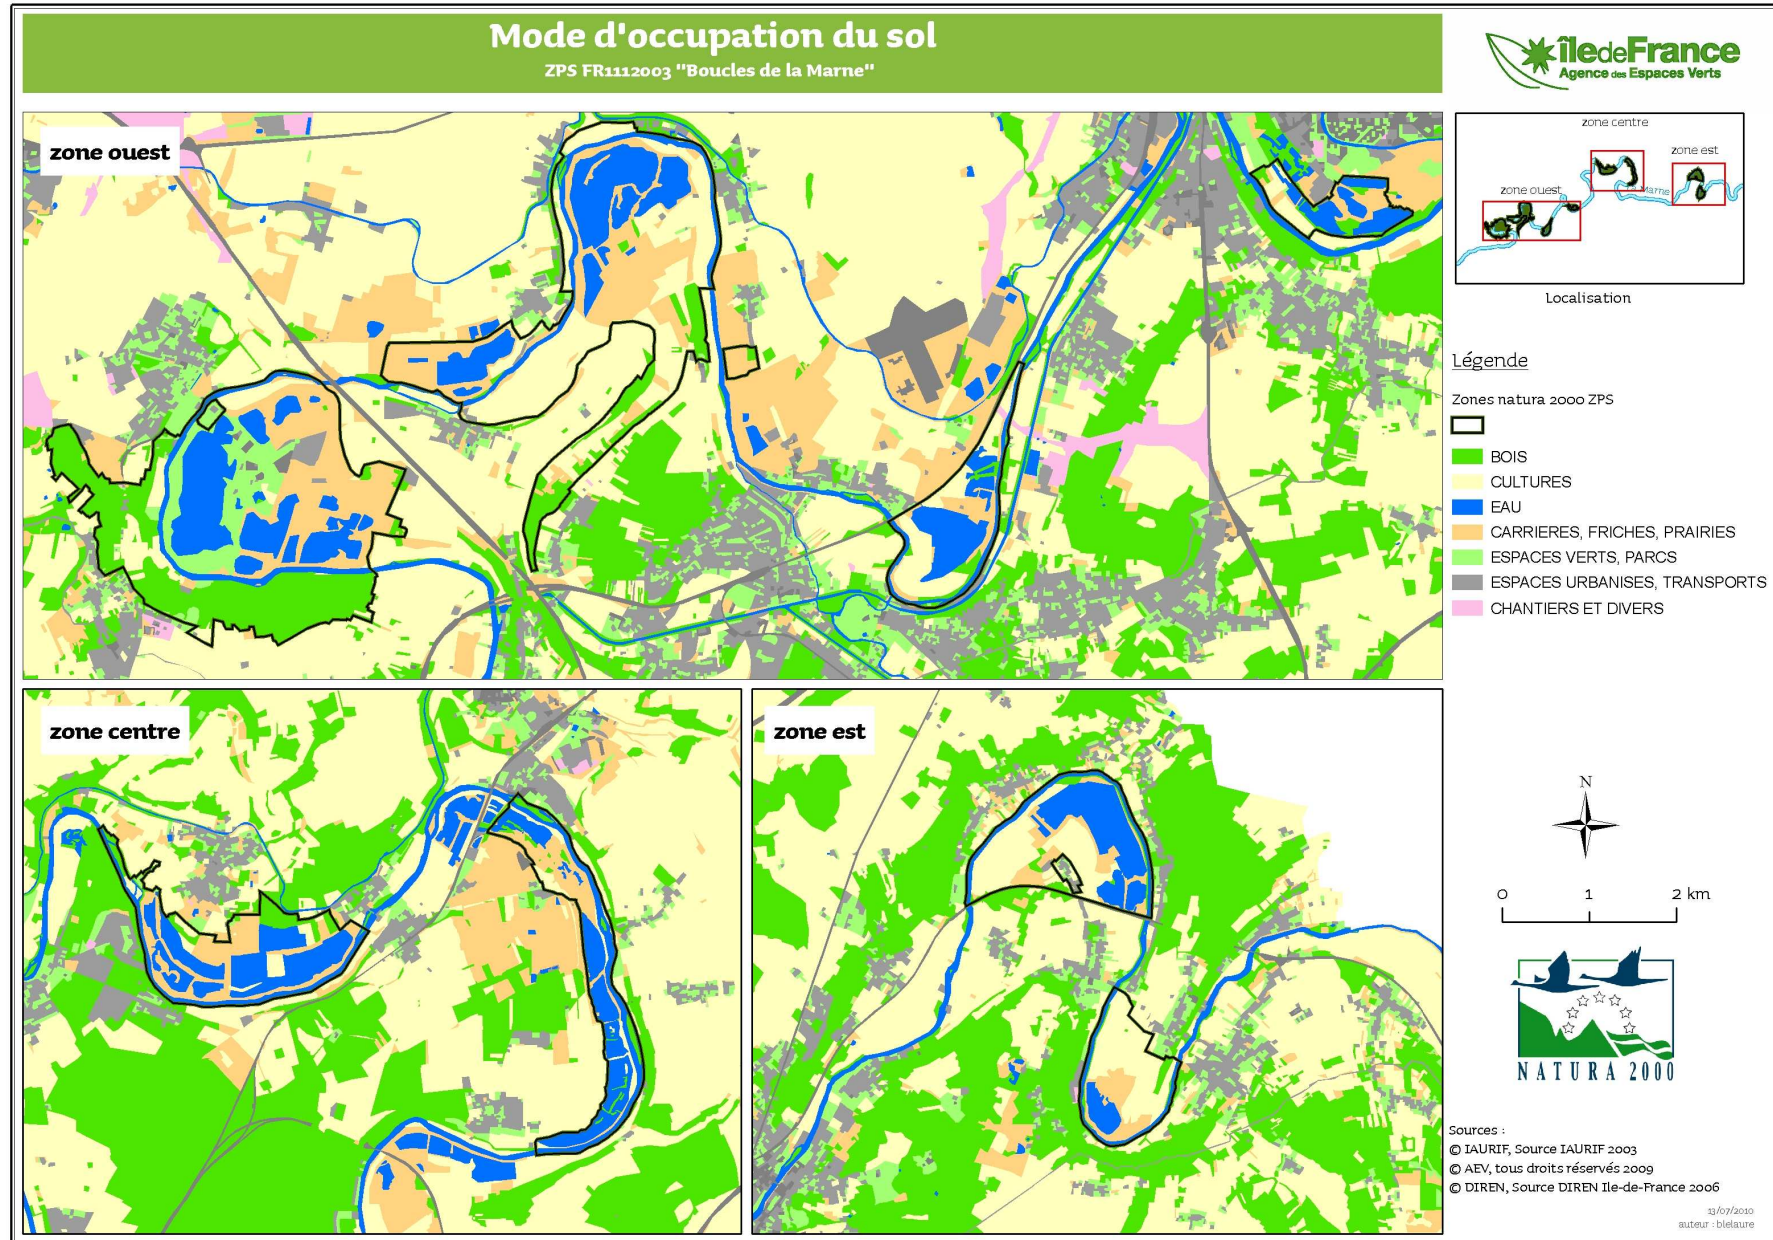 Mode d'occupation du sol
ZPS FR1112003 "Boucles de la Marne"
îledeFrance
Agence des Espaces Verts
zone ouest
zone centre
zone est
zone ouest
Marne
Localisation
Légende
Zones natura 2000 ZPS
BOIS
CULTURES
EAU
CARRIERES, FRICHES, PRAIRIES
ESPACES VERTS, PARCS
ESPACES URBANISES, TRANSPORTS
CHANTIERS ET DIVERS
zone centre
zone est
N
0 1 2 km
NATURA 2000
Sources :
© IAURIF, Source IAURIF 2003
© AEV, tous droits réservés 2009
© DIREN, Source DIREN Ile-de-France 2006
13/07/2010
auteur : blelaure